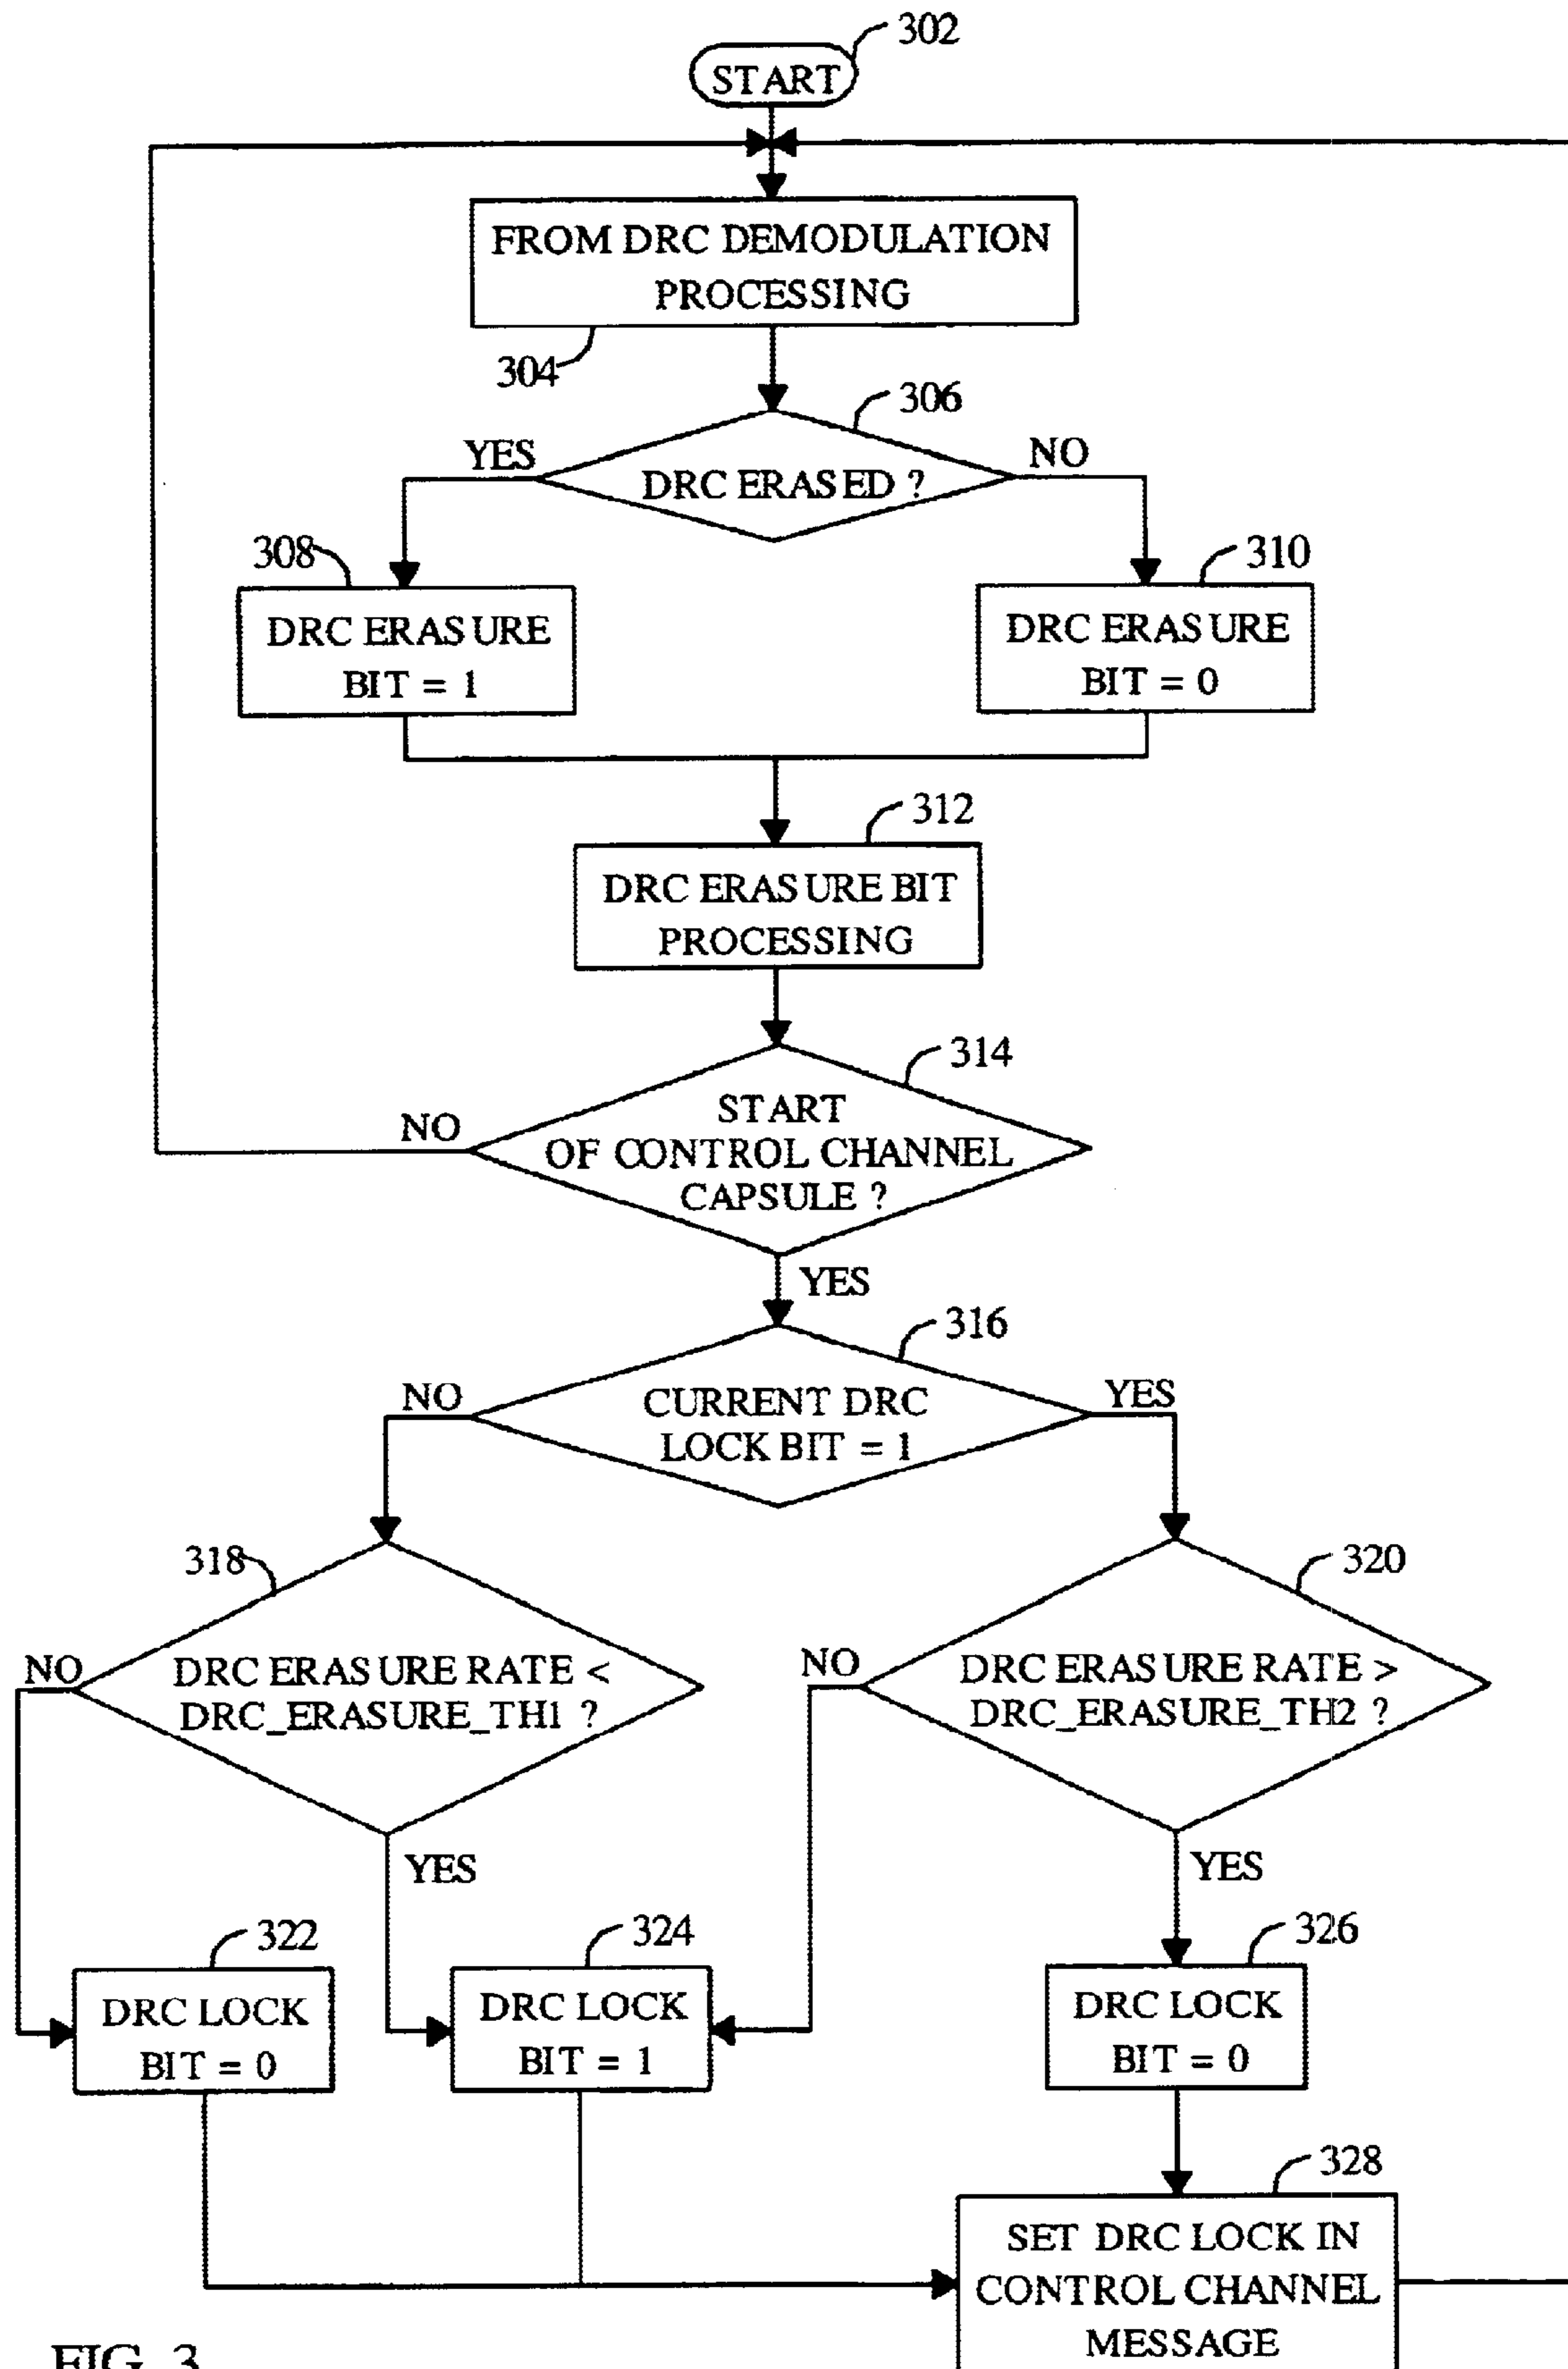 302
START
FROM DRC DEMODULATION
PROCESSING
304
306
YES
NO
DRC ERASED ?
308
310
DRC ERASURE
BIT = 1
DRC ERASURE
BIT = 0
312
DRC ERASURE BIT
PROCESSING
314
START
OF CONTROL CHANNEL
CAPSULE ?
NO
YES
316
NO
YES
CURRENT DRC
LOCK BIT = 1
318
320
NO
DRC ERASURE RATE <
DRC_ERASURE_TH1 ?
NO
DRC ERASURE RATE >
DRC_ERASURE_TH2 ?
YES
YES
322
324
326
DRC LOCK
BIT = 0
DRC LOCK
BIT = 1
DRC LOCK
BIT = 0
328
SET DRC LOCK IN
CONTROL CHANNEL
MESSAGE
FIG. 3